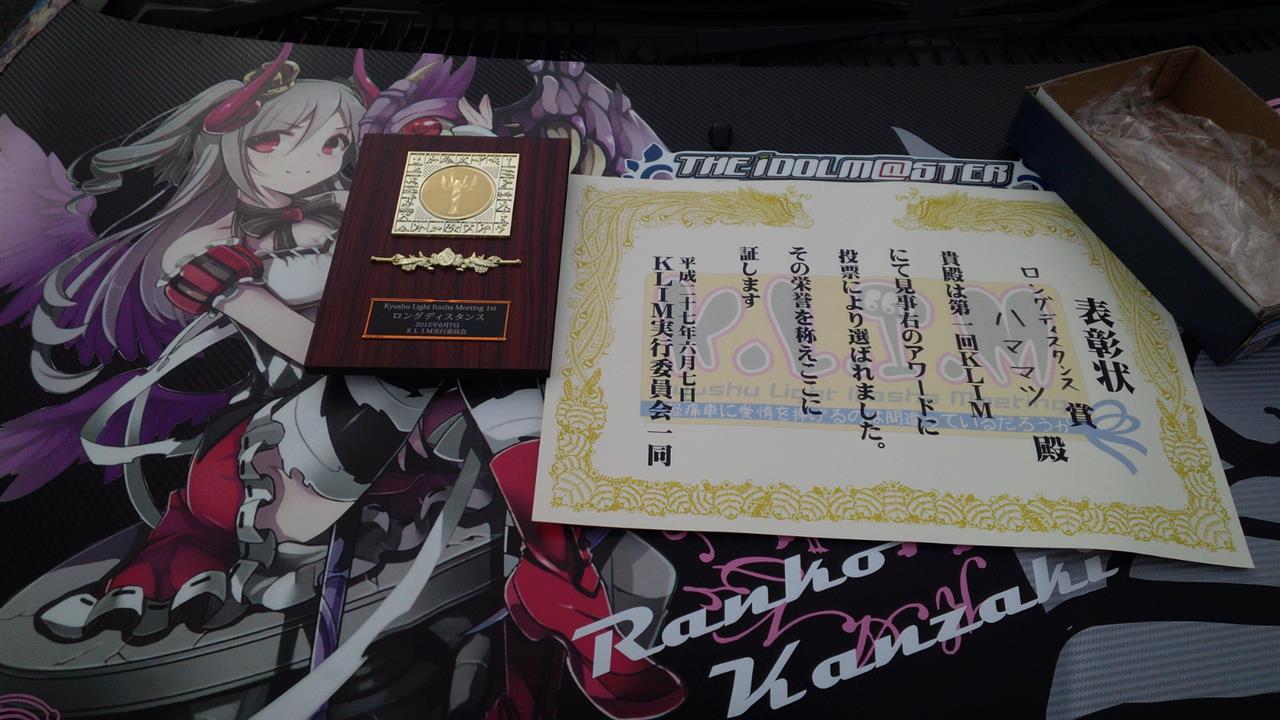 THE iDOLM@STER
表彰状
ロングディスタンス賞
ハママツ 殿
貴殿は第一回KLIM
にて見事右のアワードに
投票により選ばれました。
その栄誉を称えここに
証します
平成二十七年六月七日
KLIM実行委員会一同
K.L.I.M
Kyushu Light Itasha Meeting
Kyushu Light Itasha Meeting 1st
ロングディスタンス
2015年6月7日
KLIM実行委員会
Ranko
Kanzaki